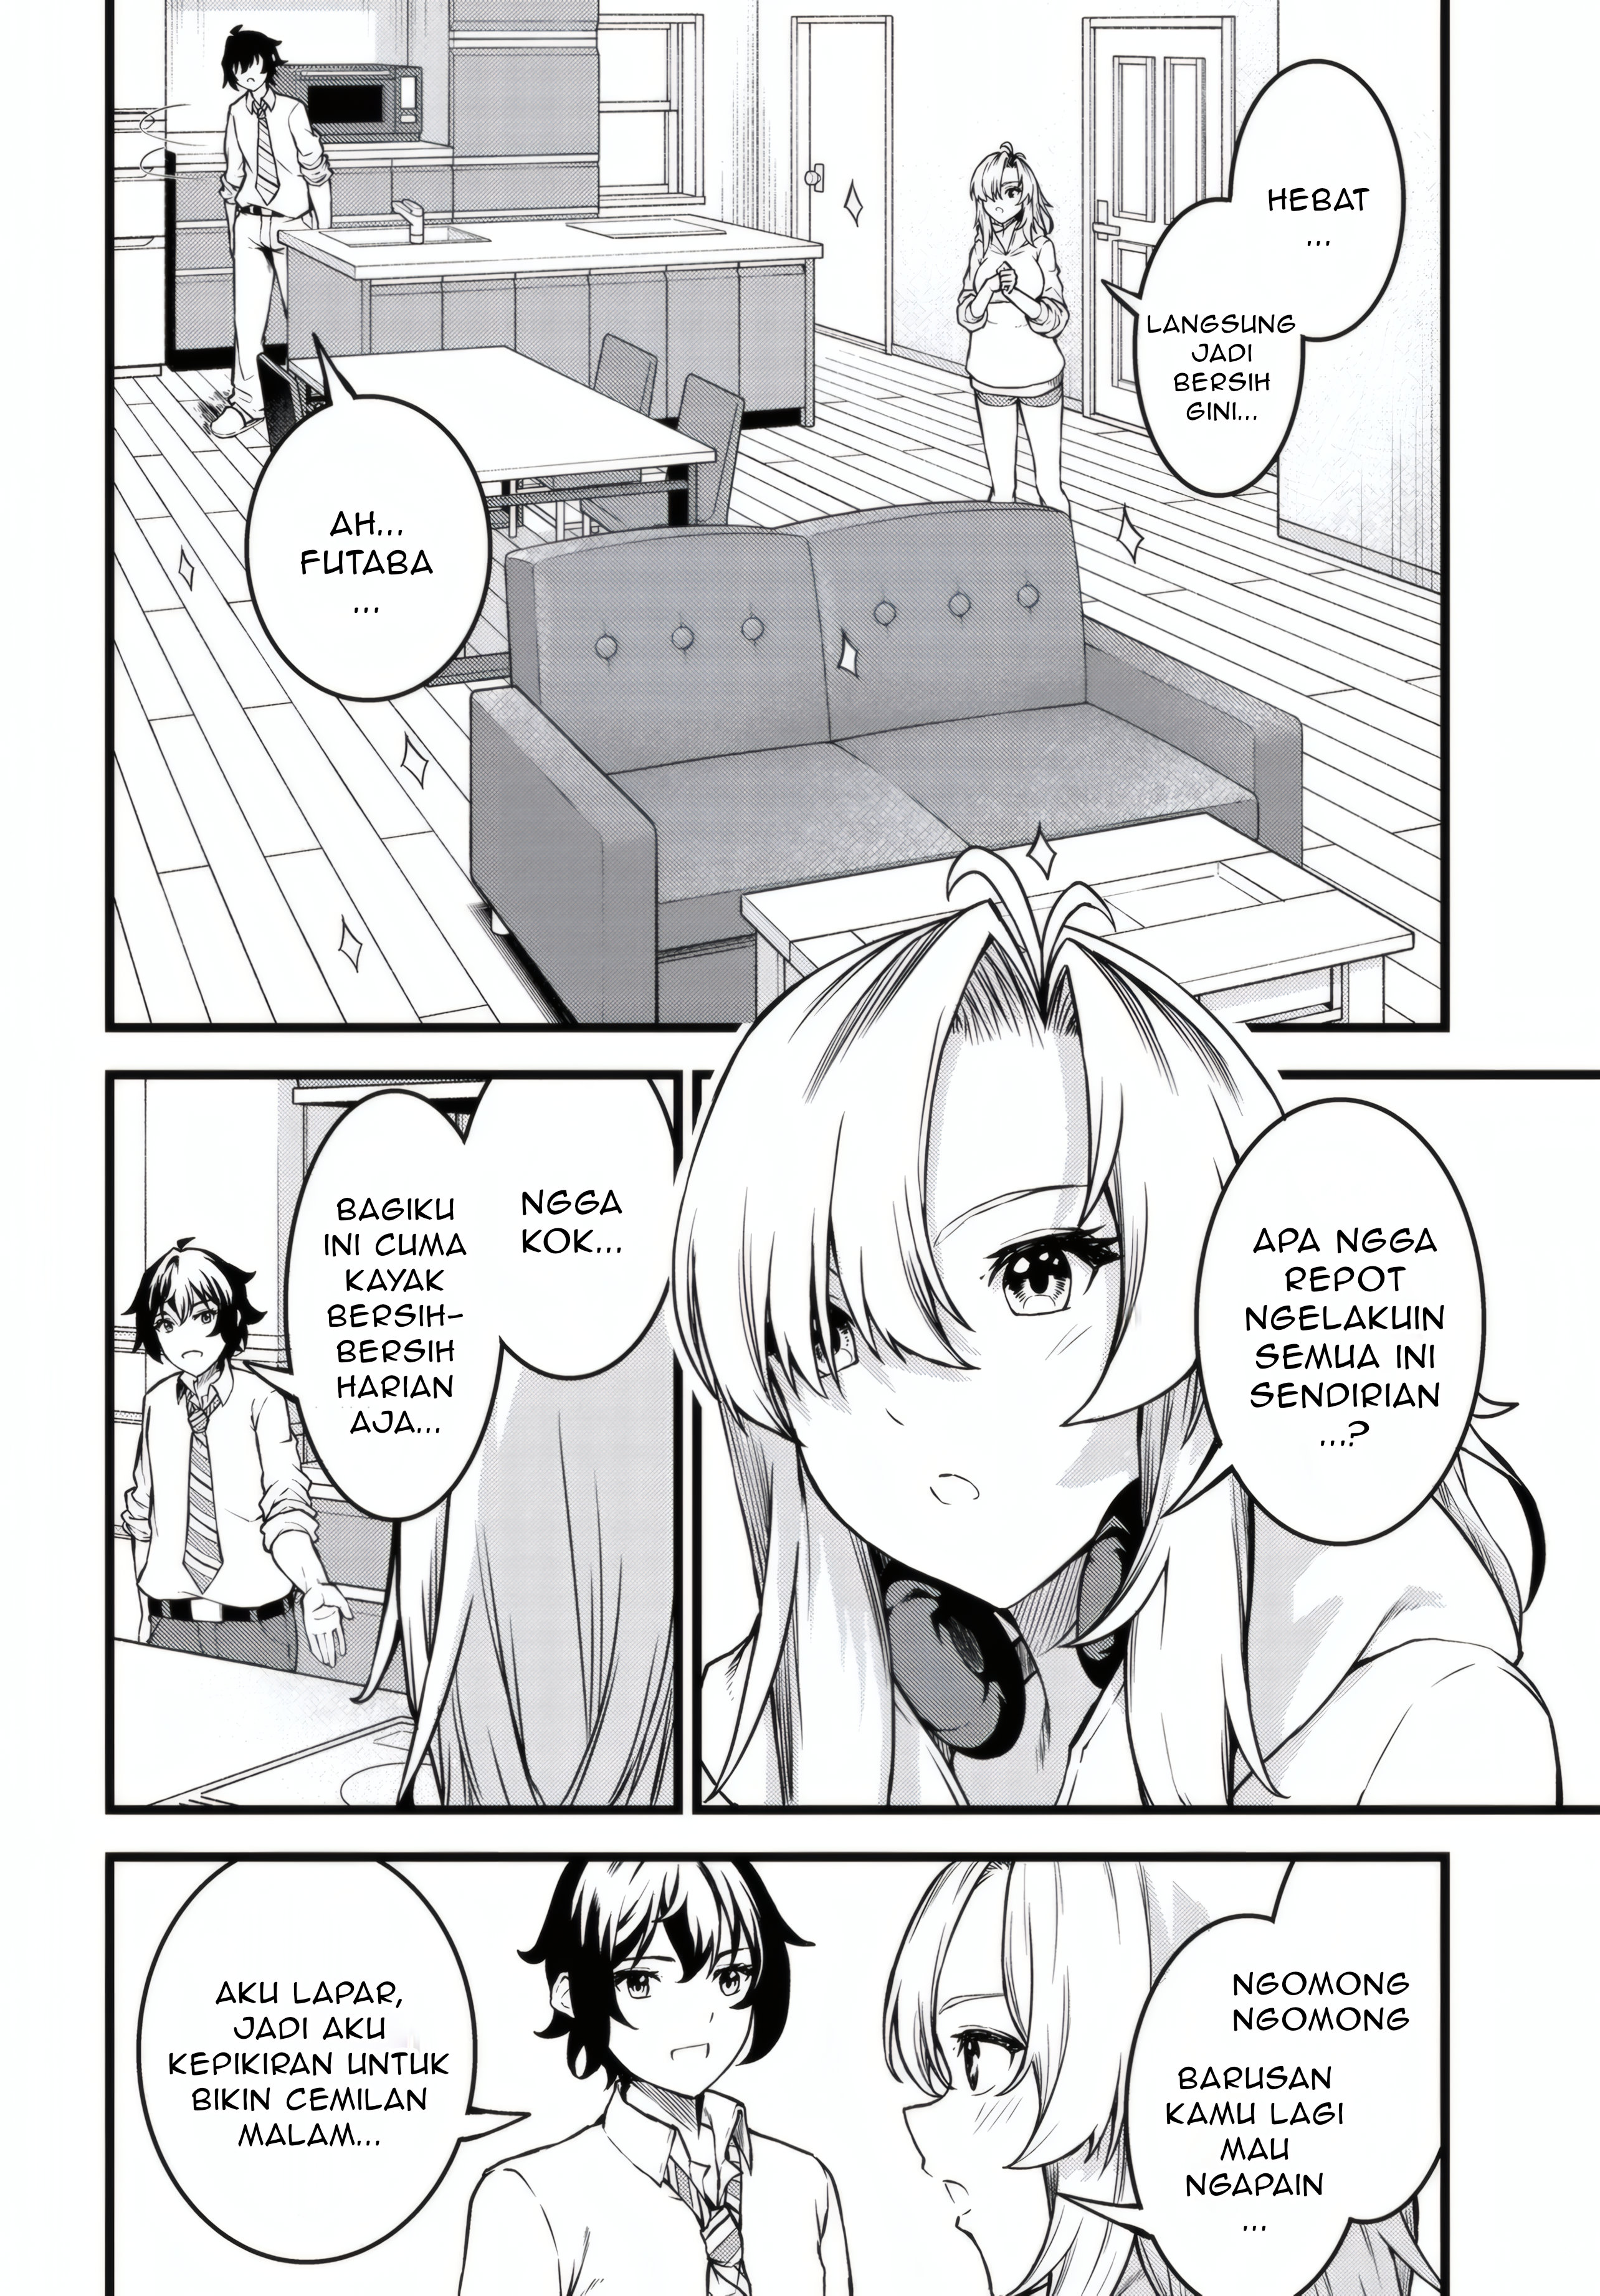 HEBAT
...
LANGSUNG
JADI
BERSIH
GINI...
AH...
FUTABA
...
APA NGGA
REPOT
NGELAKUIN
SEMUA INI
SENDIRIAN
...?
NGGA
KOK...
BAGIKU
INI CUMA
KAYAK
BERSIH-
BERSIH
HARIAN
AJA...
NGOMONG
NGOMONG
BARUSAN
KAMU LAGI
MAU
NGAPAIN
...
AKU LAPAR,
JADI AKU
KEPIKIRAN UNTUK
BIKIN CEMILAN
MALAM...